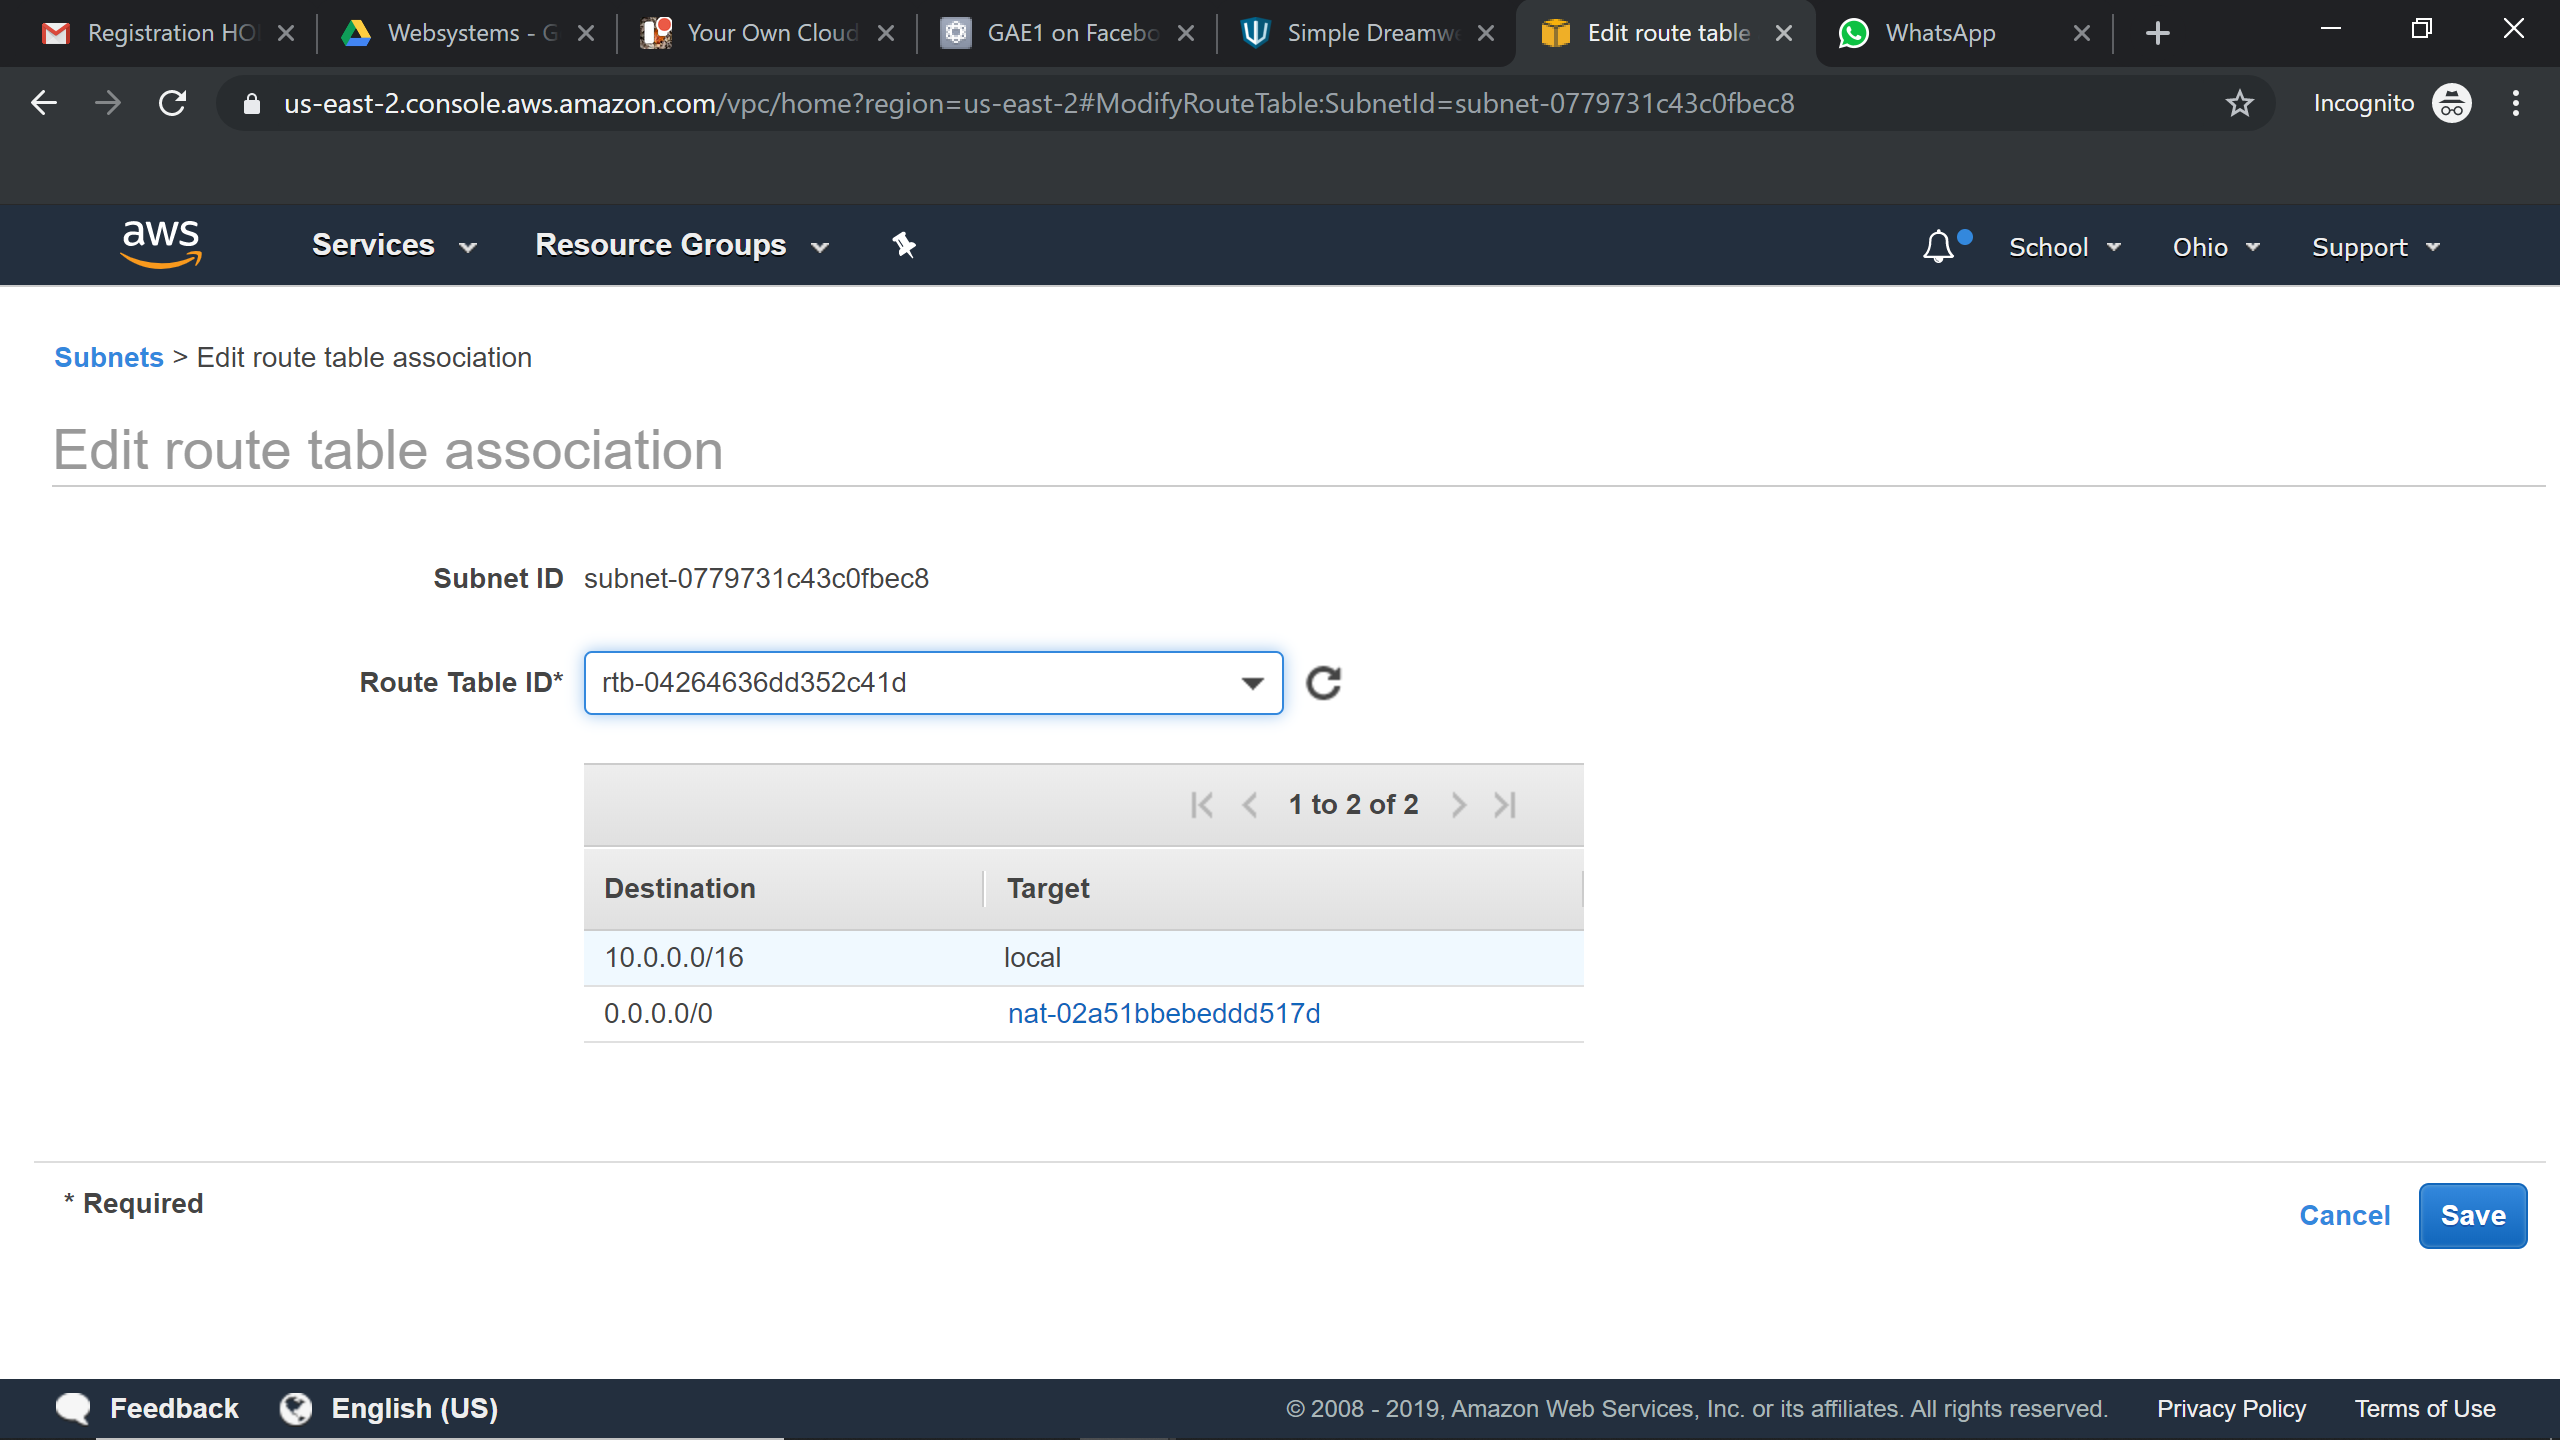 Registration HO
Websystems - G
Your Own Cloud
GAE1 on Facebo
Simple Dreamwe
Edit route table
WhatsApp
us-east-2.console.aws.amazon.com/vpc/home?region=us-east-2#ModifyRouteTable:SubnetId=subnet-0779731c43c0fbec8
Incognito
aws
Services
Resource Groups
School
Ohio
Support
Subnets > Edit route table association
Edit route table association
Subnet ID subnet-0779731c43c0fbec8
Route Table ID* rtb-04264636dd352c41d
1 to 2 of 2
Destination Target
10.0.0.0/16 local
0.0.0.0/0 nat-02a51bbebeddd517d
* Required
Cancel
Save
Feedback
English (US)
© 2008 - 2019, Amazon Web Services, Inc. or its affiliates. All rights reserved.
Privacy Policy
Terms of Use